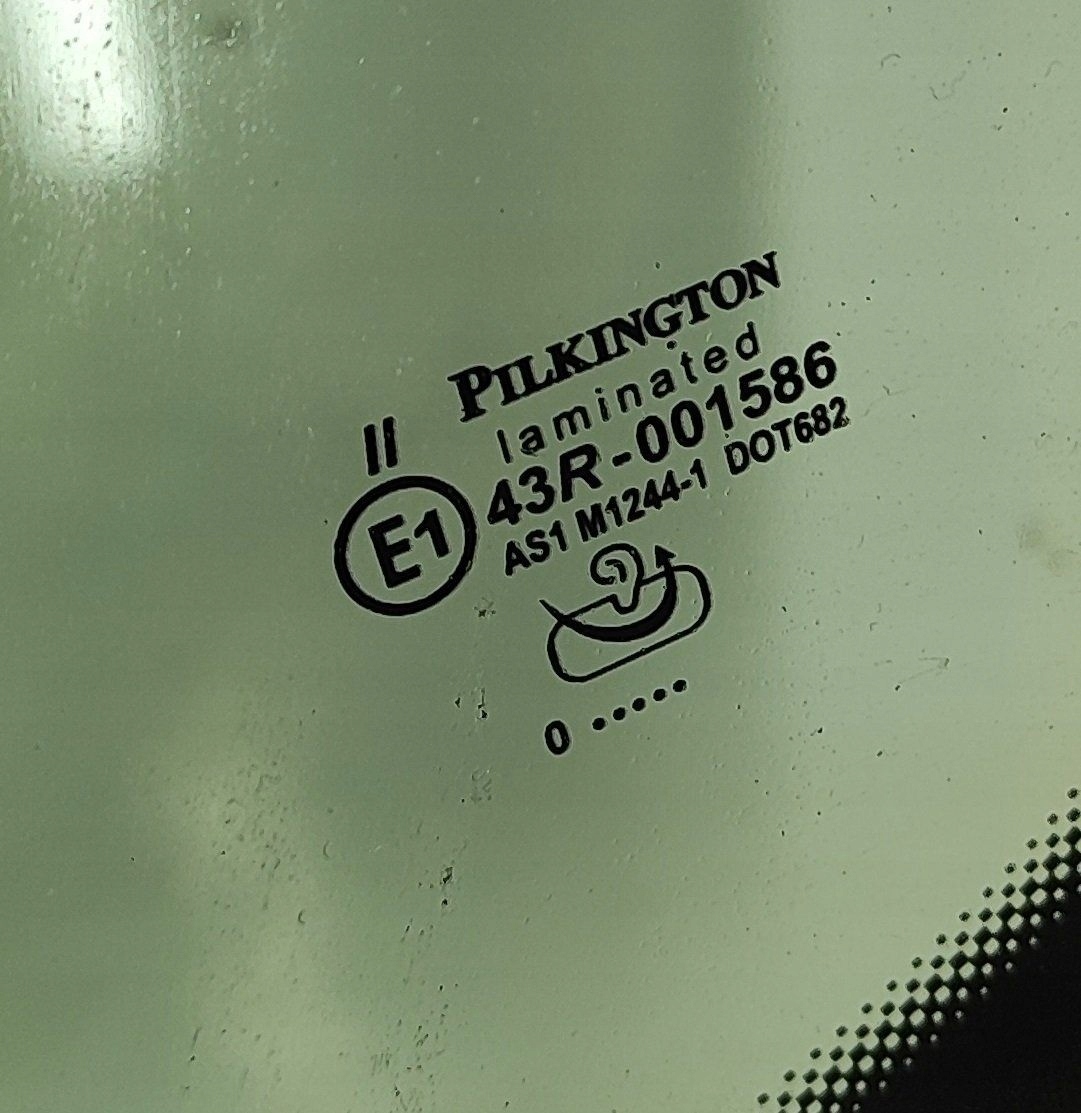 PILKINGTON
laminated
II
E1 43R-001586
AS1 M1244-1 DOT682
0 •••••